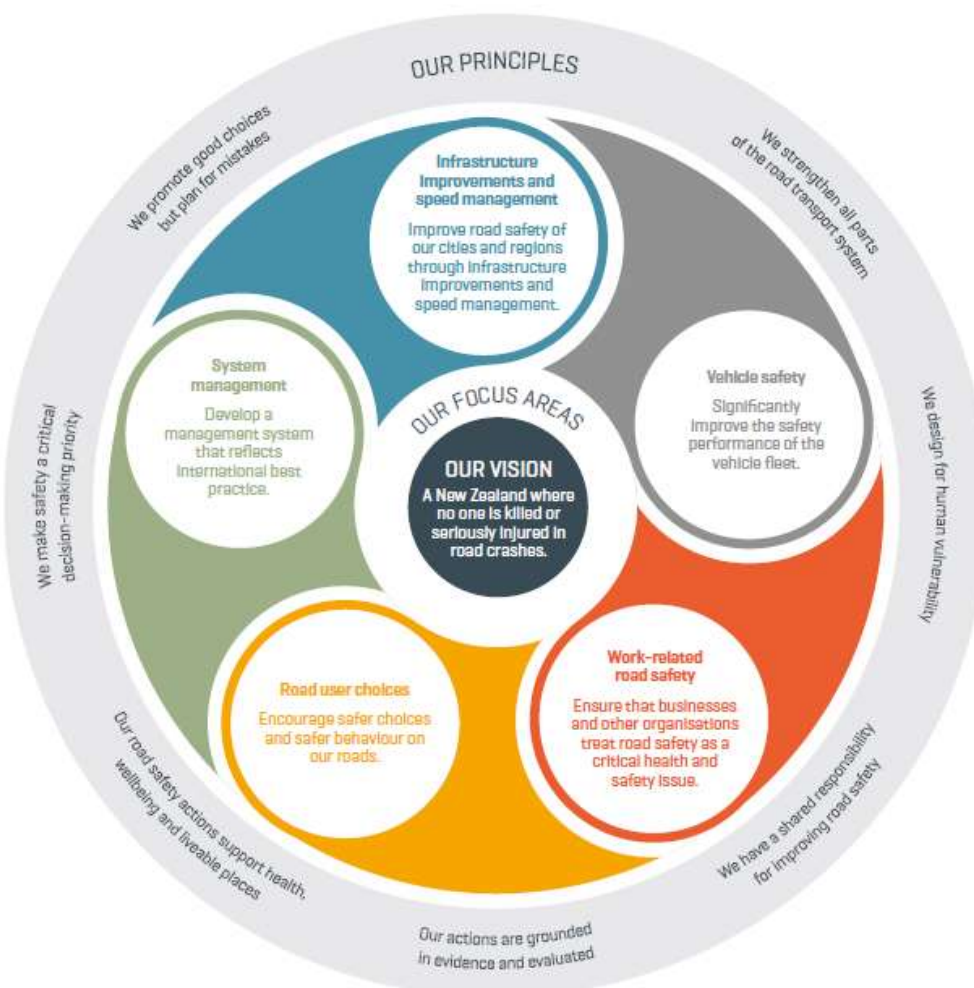 OUR PRINCIPLES
We promote good choices
but plan for mistakes
We strengthen all parts
of the road transport system
We design for human vulnerability
We have a shared responsibility
for improving road safety
Our actions are grounded
in evidence and evaluated
Our road safety actions support health,
wellbeing and liveable places
We make safety a critical
decision-making priority
Infrastructure
improvements and
speed management
Improve road safety of
our cities and regions
through infrastructure
improvements and
speed management.
Vehicle safety
Significantly
improve the safety
performance of the
vehicle fleet.
Work-related
road safety
Ensure that businesses
and other organisations
treat road safety as a
critical health and
safety issue.
Road user choices
Encourage safer choices
and safer behaviour on
our roads.
System
management
Develop a
management system
that reflects
international best
practice.
OUR FOCUS AREAS
OUR VISION
A New Zealand where
no one is killed or
seriously injured in
road crashes.